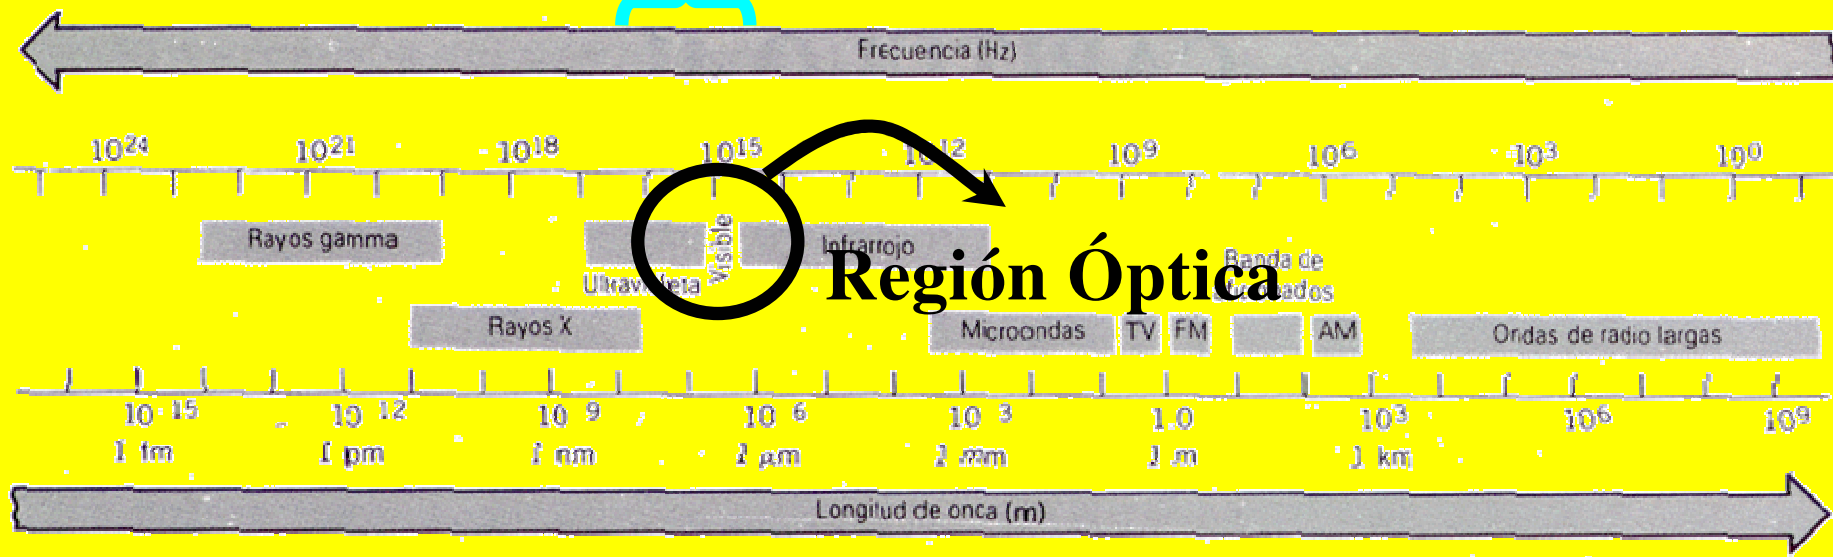 Frecuencia (Hz)
10²⁴ 10²¹ 10¹⁸ 10¹⁵ 10¹² 10⁹ 10⁶ 10³ 10⁰
Rayos gamma
Ultravioleta
Visible
Infrarrojo
Región Óptica
Banda de
Rayos X
Microondas
TV
FM
AM
Ondas de radio largas
10⁻¹⁵ 10⁻¹² 10⁻⁹ 10⁻⁶ 10⁻³ 1.0 10³ 10⁶ 10⁹
1 fm 1 pm 1 nm 1 μm 1 mm 1 m 1 km
Longitud de onca (m)